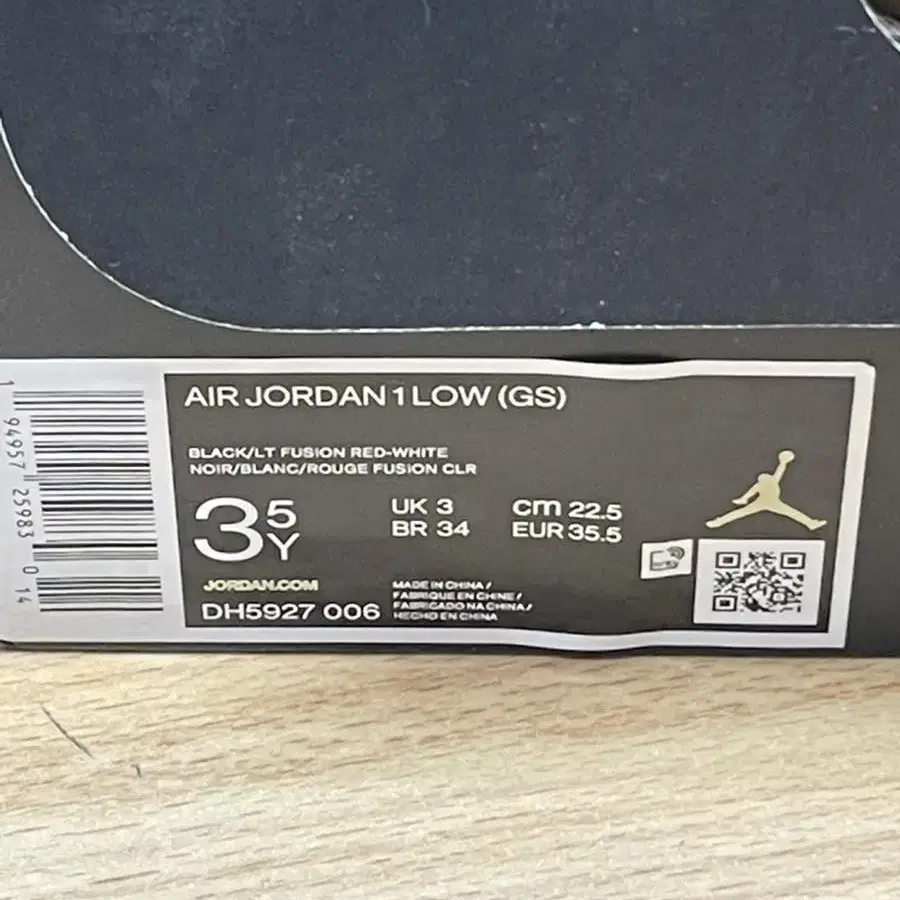 AIR JORDAN 1 LOW (GS)
BLACK/LT FUSION RED-WHITE
NOIR/BLANC/ROUGE FUSION CLR
3 5Y
UK 3 cm 22.5
BR 34 EUR 35.5
JORDAN.COM
DH5927 006
MADE IN CHINA /
FABRIQUE EN CHINE /
FABRICADO NA CHINA /
HECHO EN CHINA
1 94957 25983 0 14